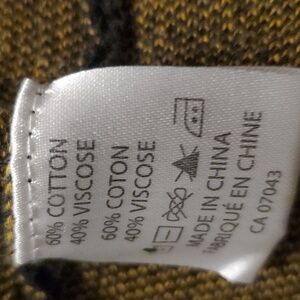 60% COTTON
40% VISCOSE
60% COTON
40% VISCOSE
MADE IN CHINA
FABRIQUÉ EN CHINE
CA 07043